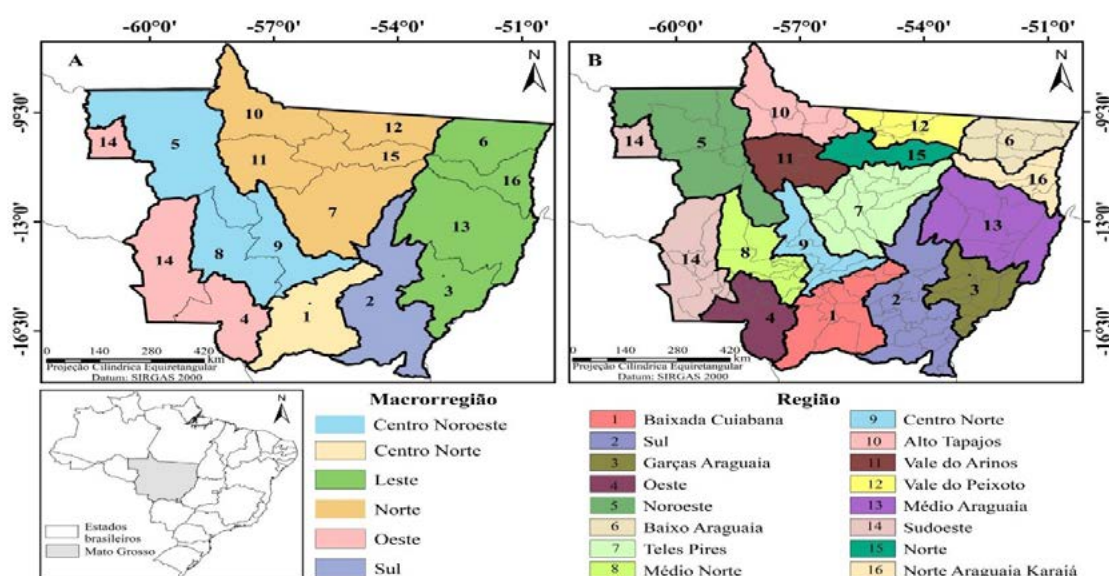 -60°0' -57°0' -54°0' -51°0'
-60°0' -57°0' -54°0' -51°0'
A
N
-9°30'
-13°0'
-16°30'
10
12
14
5
11
15
6
16
7
13
14
8
9
3
4
1
2
0 140 280 420
km
Projeção Cilíndrica Equiretangular
Datum: SIRGAS 2000
B
N
-9°30'
-13°0'
-16°30'
10
12
14
5
11
15
6
16
7
13
14
8
9
3
4
1
2
0 140 280 420
km
Projeção Cilíndrica Equiretangular
Datum: SIRGAS 2000
N
Estados
brasileiros
Mato Grosso
Macrorregião
Centro Noroeste
Centro Norte
Leste
Norte
Oeste
Sul
Região
1 Baixada Cuiabana
2 Sul
3 Garças Araguaia
4 Oeste
5 Noroeste
6 Baixo Araguaia
7 Teles Pires
8 Médio Norte
9 Centro Norte
10 Alto Tapajos
11 Vale do Arinos
12 Vale do Peixoto
13 Médio Araguaia
14 Sudoeste
15 Norte
16 Norte Araguaia Karajá